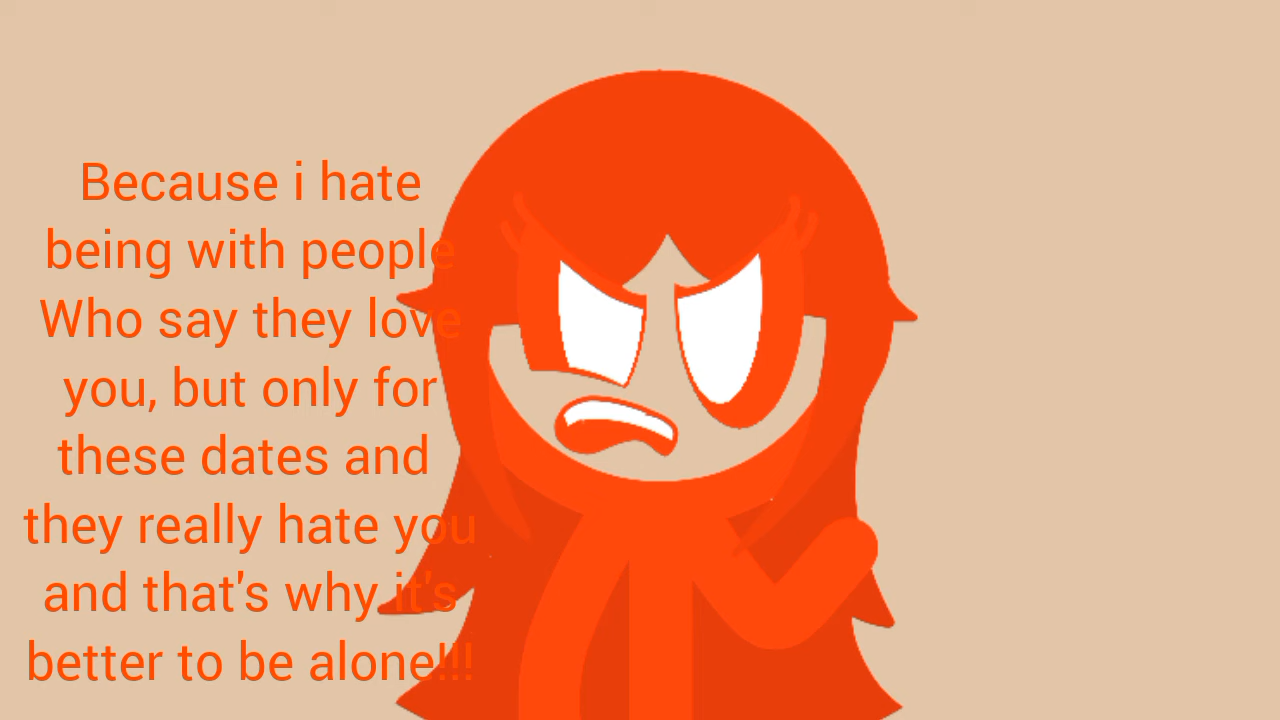 Because i hate
being with people
Who say they love
you, but only for
these dates and
they really hate you
and that's why it's
better to be alone!!!